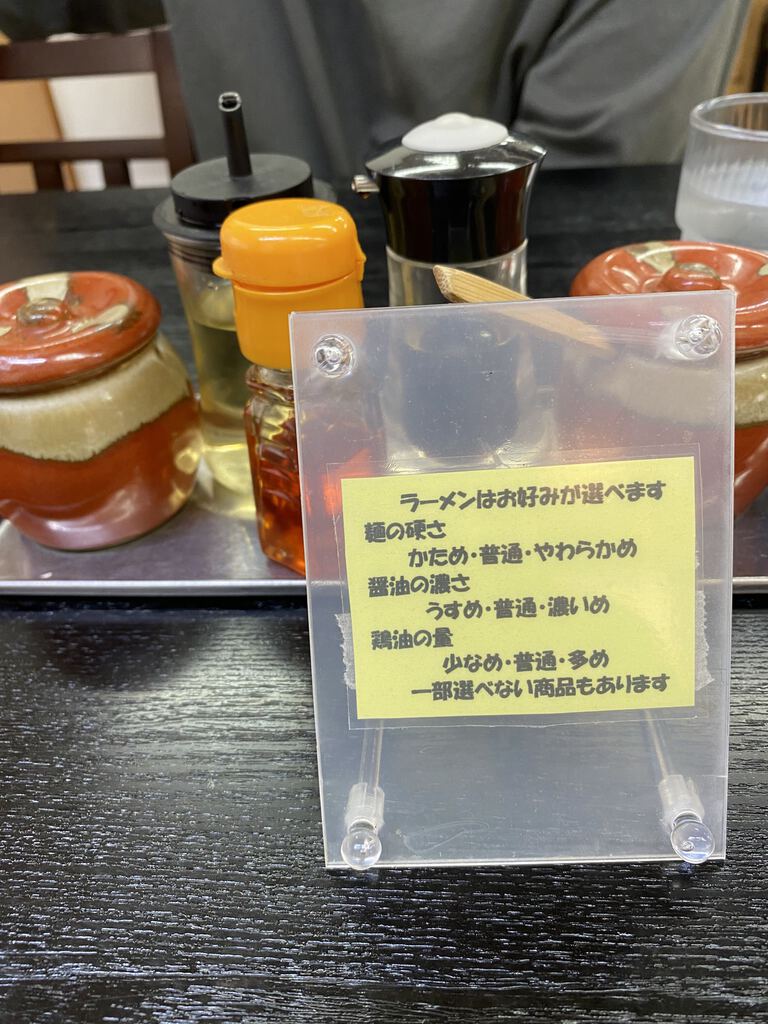 ラーメンはお好みが選べます
麺の硬さ
かため・普通・やわらかめ
醤油の濃さ
うすめ・普通・濃いめ
鶏油の量
少なめ・普通・多め
一部選べない商品もあります